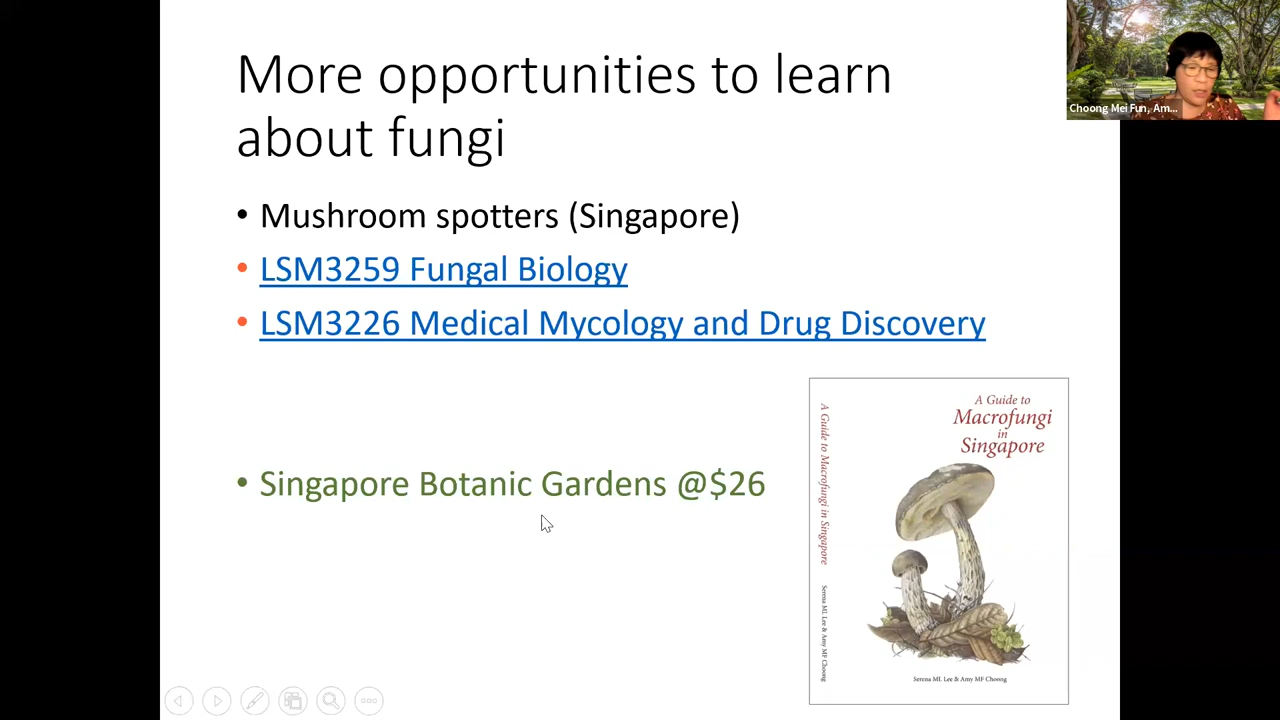 More opportunities to learn
about fungi
• Mushroom spotters (Singapore)
• LSM3259 Fungal Biology
• LSM3226 Medical Mycology and Drug Discovery
• Singapore Botanic Gardens @$26
A Guide to
Macrofungi
in
Singapore
A Guide to Macrofungi in Singapore
Serena ML Lee & Amy MF Choong
Serena ML Lee & Amy MF Choong
Choong Mei Fun, Am...